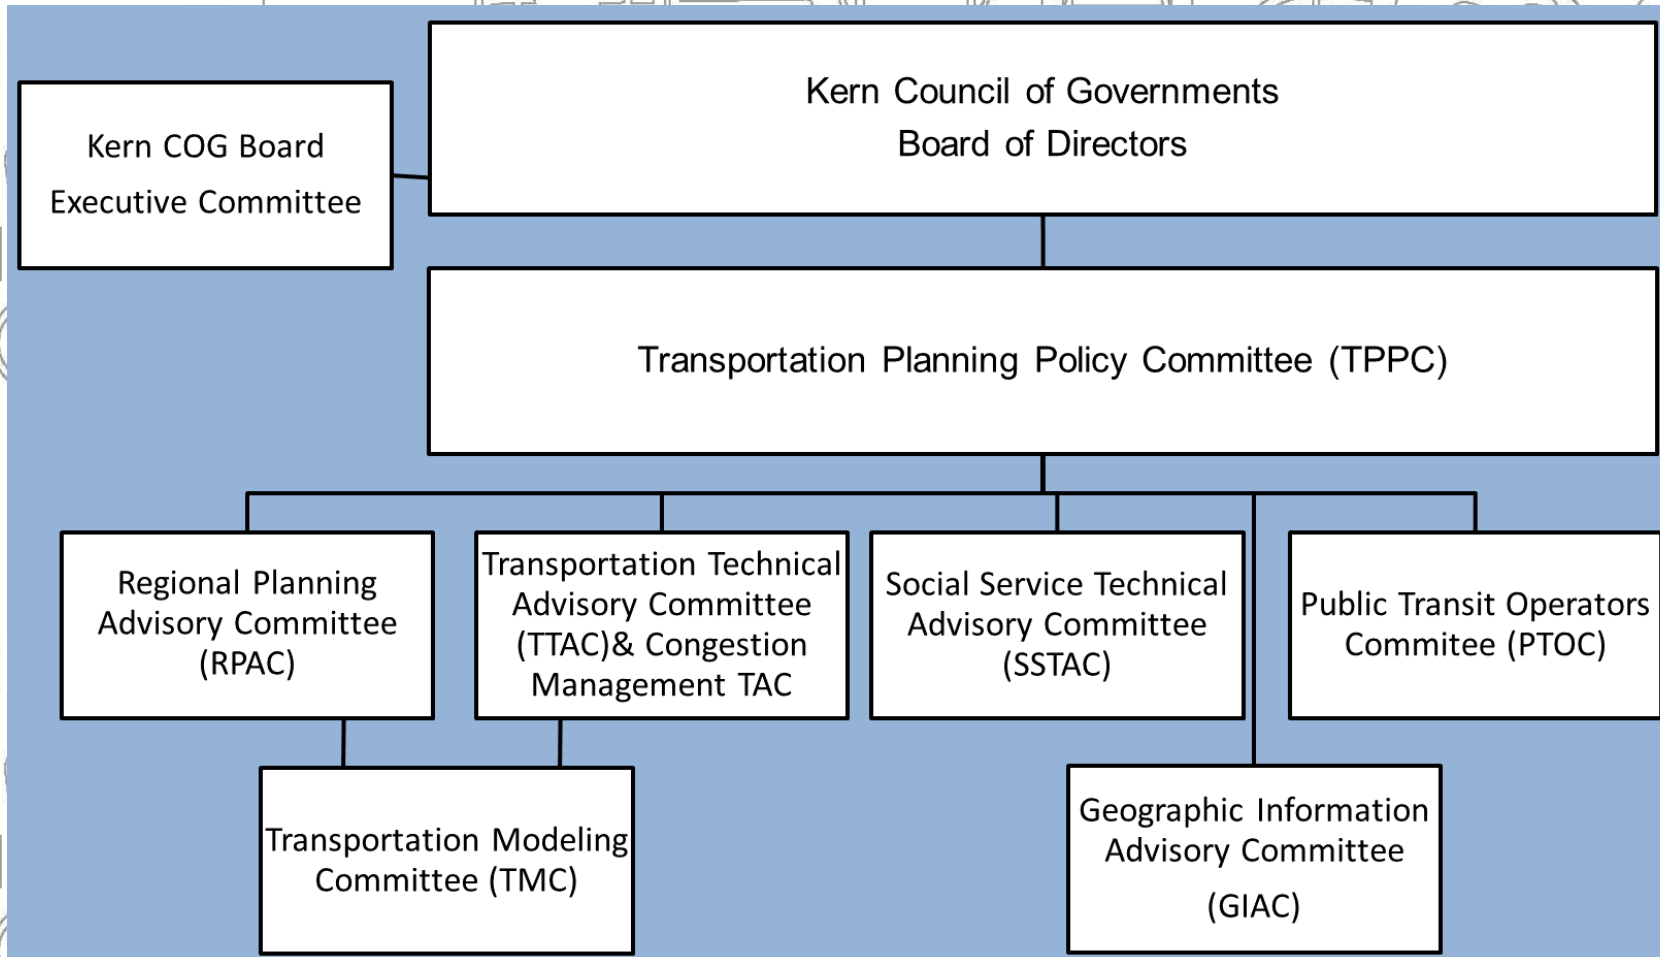 Kern Council of Governments
Board of Directors
Kern COG Board
Executive Committee
Transportation Planning Policy Committee (TPPC)
Regional Planning
Advisory Committee
(RPAC)
Transportation Technical
Advisory Committee
(TTAC)& Congestion
Management TAC
Social Service Technical
Advisory Committee
(SSTAC)
Public Transit Operators
Commitee (PTOC)
Transportation Modeling
Committee (TMC)
Geographic Information
Advisory Committee
(GIAC)